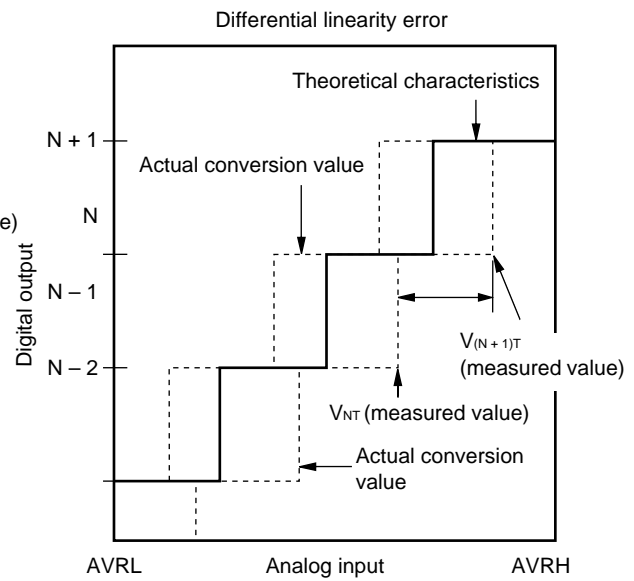 Differential linearity error
Theoretical characteristics
N + 1
Actual conversion value
N
e)
Digital output
N – 1
N – 2
V(N + 1)T
(measured value)
VNT (measured value)
Actual conversion
value
AVRL
Analog input
AVRH